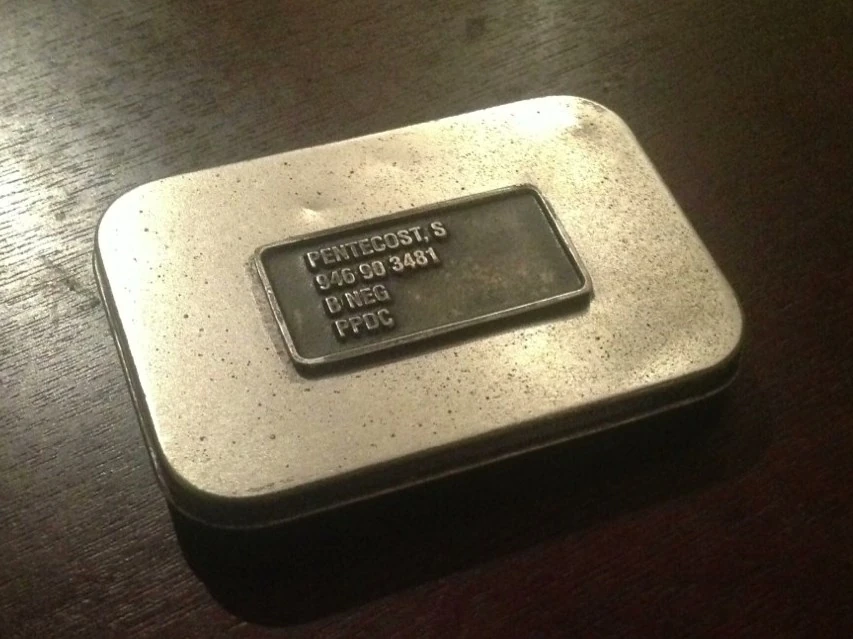 PENTECOST, S
946 90 3481
B NEG
PPDC